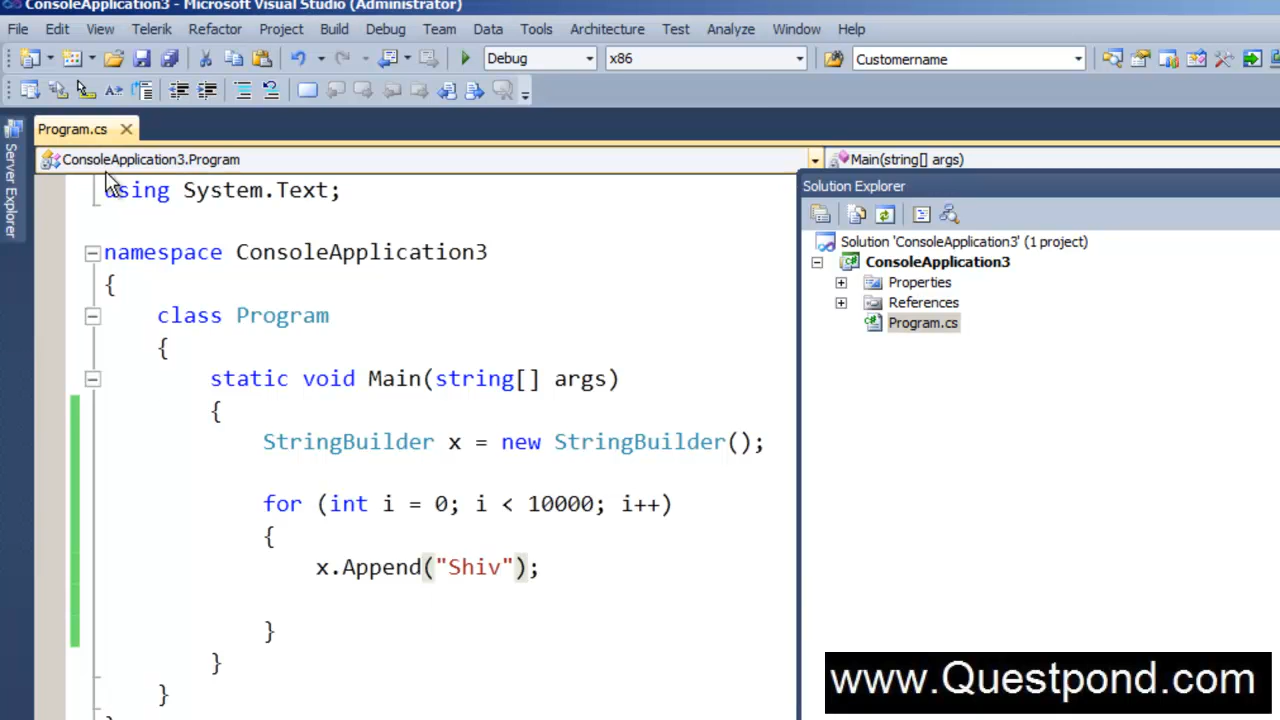 ConsoleApplication3 - Microsoft Visual Studio (Administrator)
File Edit View Telerik Refactor Project Build Debug Team Data Tools Architecture Test Analyze Window Help
Debug x86 Customername
Program.cs
Server Explorer
ConsoleApplication3.Program
Main(string[] args)
using System.Text;
namespace ConsoleApplication3
{
class Program
{
static void Main(string[] args)
{
StringBuilder x = new StringBuilder();
for (int i = 0; i < 10000; i++)
{
x.Append("Shiv");
}
}
}
Solution Explorer
Solution 'ConsoleApplication3' (1 project)
ConsoleApplication3
Properties
References
Program.cs
www.Questpond.com